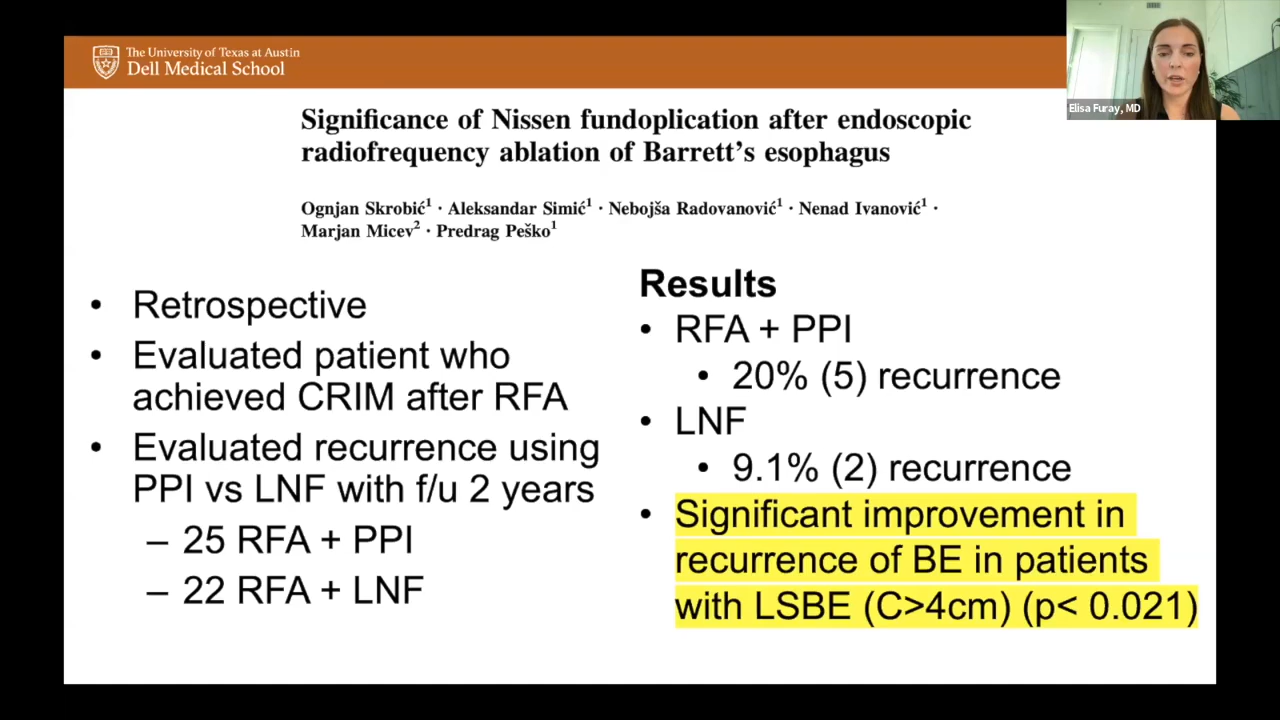 The University of Texas at Austin
Dell Medical School
Elisa Furay, MD
Significance of Nissen fundoplication after endoscopic
radiofrequency ablation of Barrett's esophagus
Ognjan Skrobić1 · Aleksandar Simić1 · Nebojša Radovanović1 · Nenad Ivanović1 ·
Marjan Micev2 · Predrag Peško1
• Retrospective
• Evaluated patient who
achieved CRIM after RFA
• Evaluated recurrence using
PPI vs LNF with f/u 2 years
– 25 RFA + PPI
– 22 RFA + LNF
Results
• RFA + PPI
• 20% (5) recurrence
• LNF
• 9.1% (2) recurrence
• Significant improvement in
recurrence of BE in patients
with LSBE (C>4cm) (p< 0.021)